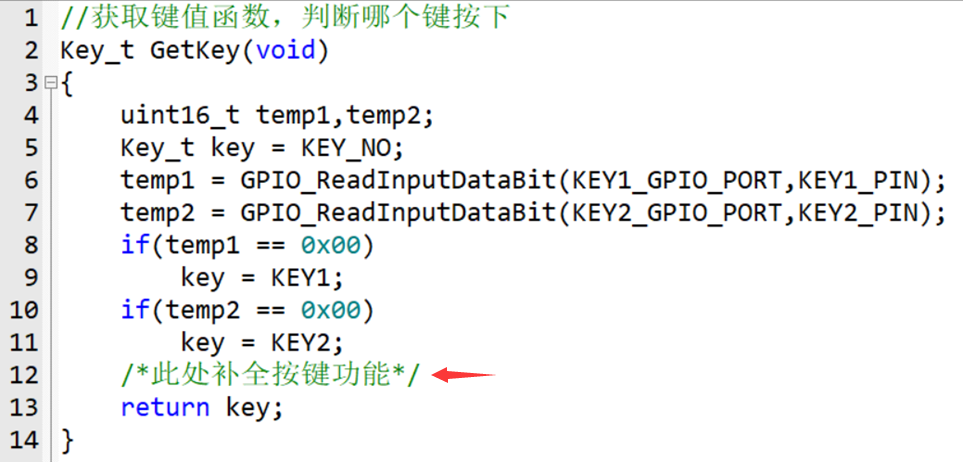 1 //获取键值函数，判断哪个键按下
2 Key_t GetKey(void)
3 {
4 uint16_t temp1,temp2;
5 Key_t key = KEY_NO;
6 temp1 = GPIO_ReadInputDataBit(KEY1_GPIO_PORT,KEY1_PIN);
7 temp2 = GPIO_ReadInputDataBit(KEY2_GPIO_PORT,KEY2_PIN);
8 if(temp1 == 0x00)
9 key = KEY1;
10 if(temp2 == 0x00)
11 key = KEY2;
12 /*此处补全按键功能*/
13 return key;
14 }